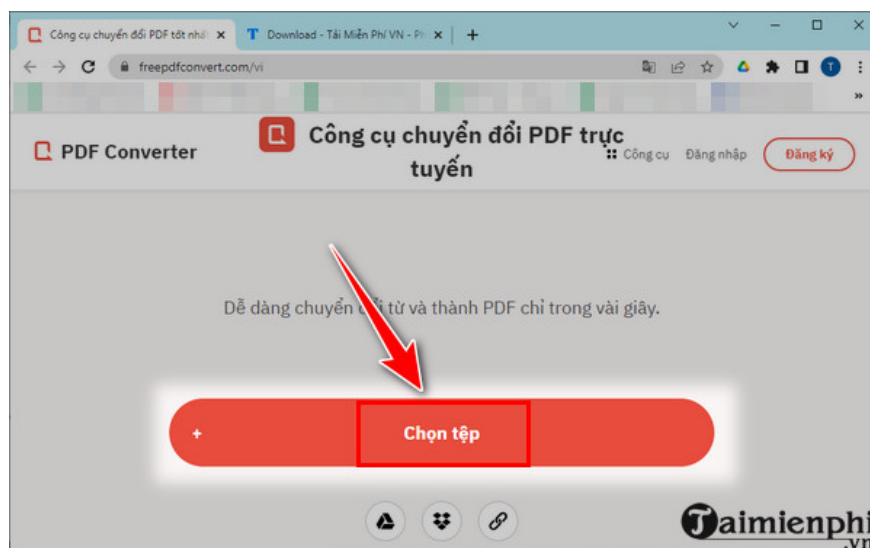 Công cụ chuyển đổi PDF tốt nhấ
Download - Tải Miễn Phí VN - Ph
freepdfconvert.com/vi
T
PDF Converter
Công cụ chuyển đổi PDF trực
tuyến
Công cụ
Đăng nhập
Đăng ký
Dễ dàng chuyển đổi từ và thành PDF chỉ trong vài giây.
+ Chọn tệp
Taimienphi
.vn